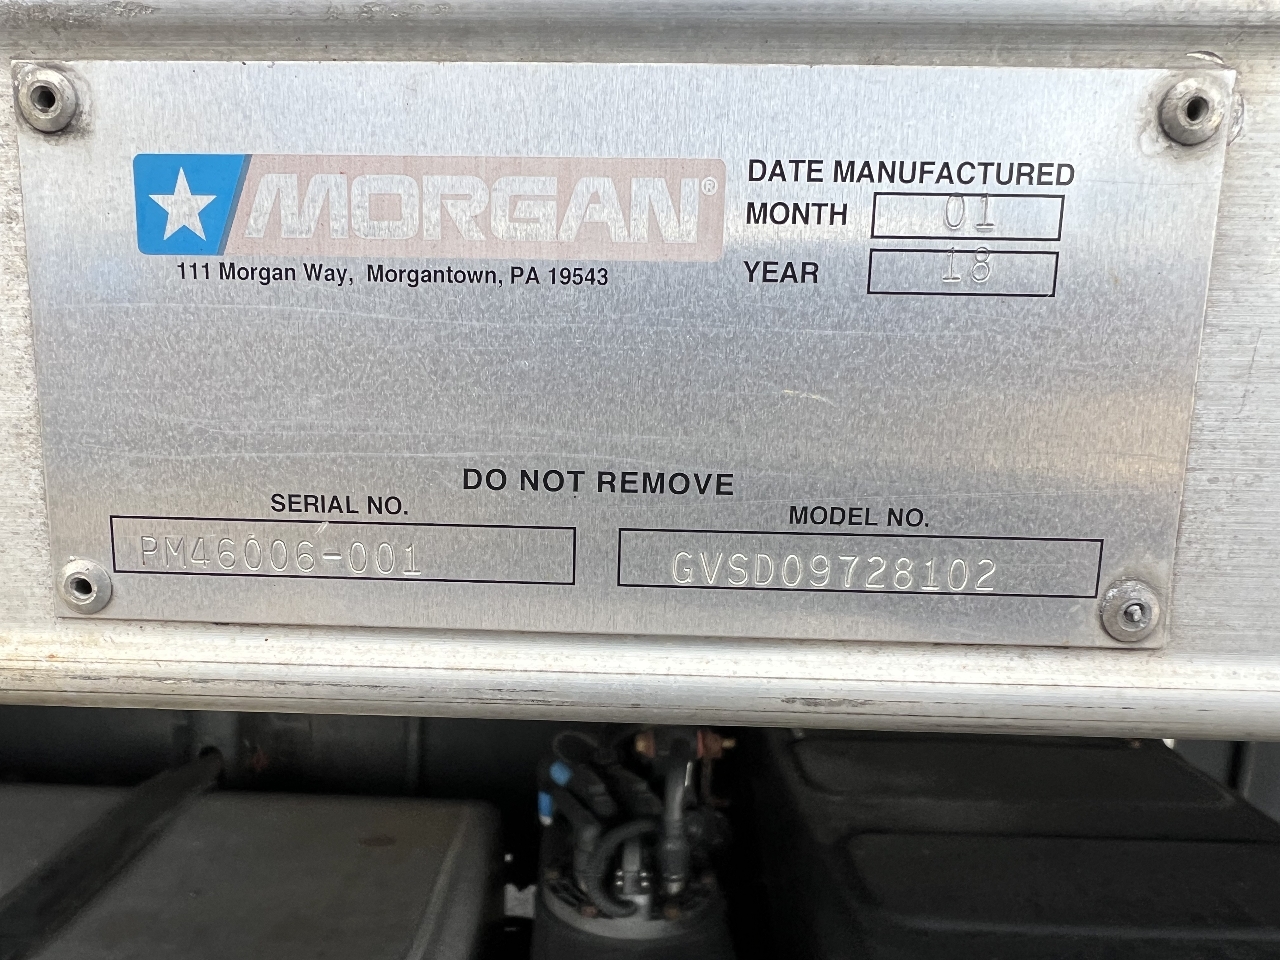 MORGAN®
111 Morgan Way, Morgantown, PA 19543
DATE MANUFACTURED
MONTH 01
YEAR 18
DO NOT REMOVE
SERIAL NO.
PM46006-001
MODEL NO.
GVSD09728102